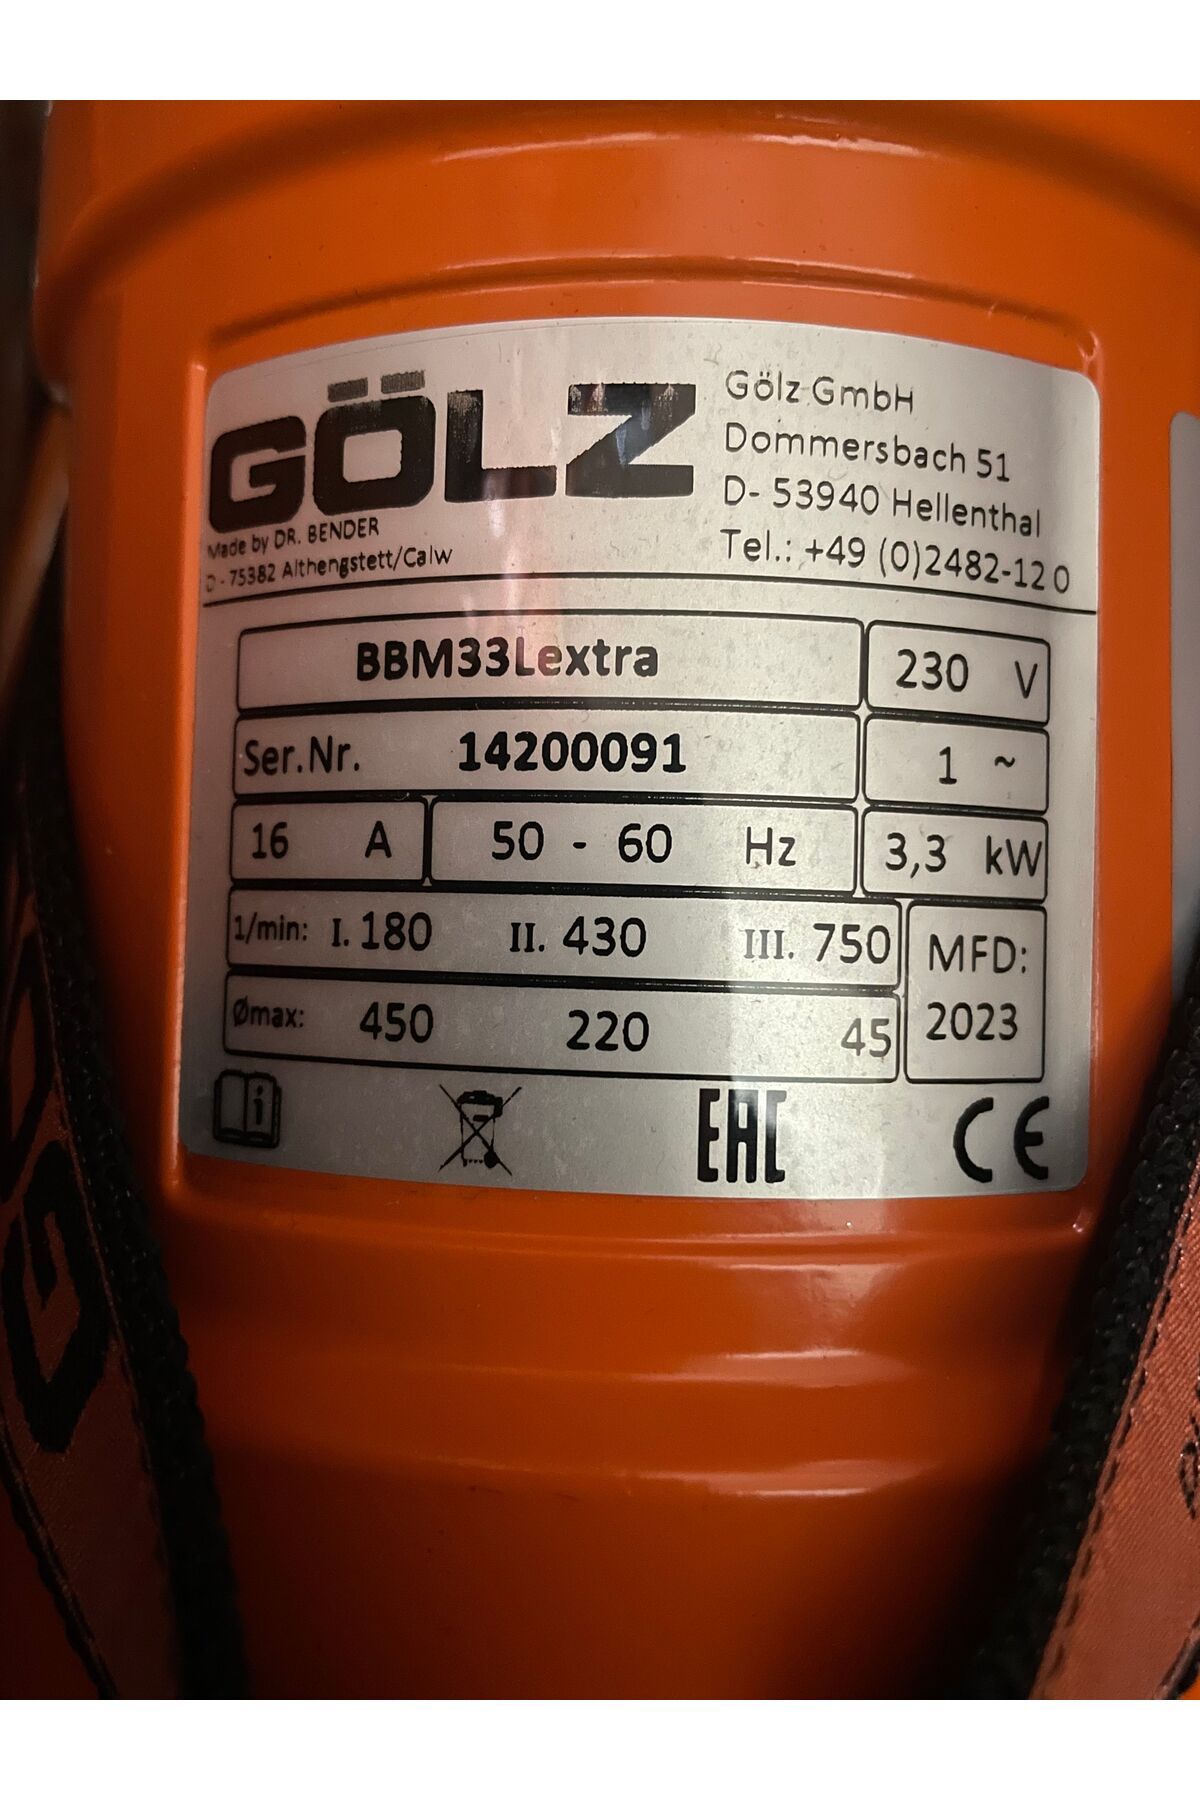 GÖLZ
Made by DR. BENDER
D - 75382 Althengstett/Calw
Gölz GmbH
Dommersbach 51
D- 53940 Hellenthal
Tel.: +49 (0)2482-12 0
BBM33Lextra
230 V
Ser.Nr. 14200091
1 ~
16 A
50 - 60 Hz
3,3 kW
1/min: I. 180 II. 430 III. 750
Ømax: 450 220 45
MFD:
2023
EAC
CE